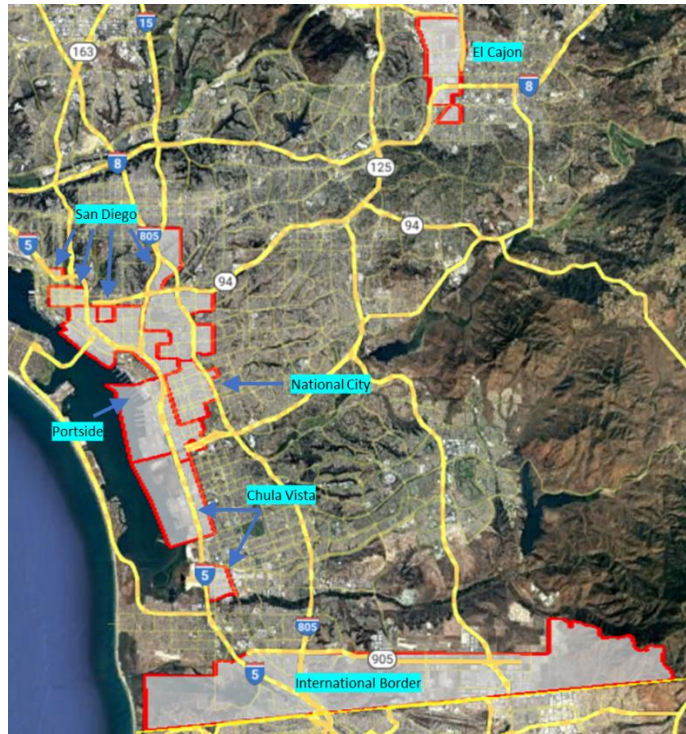 15
163
El Cajon
8
8
125
San Diego
805
94
5
94
National City
Portside
Chula Vista
5
805
905
5
International Border